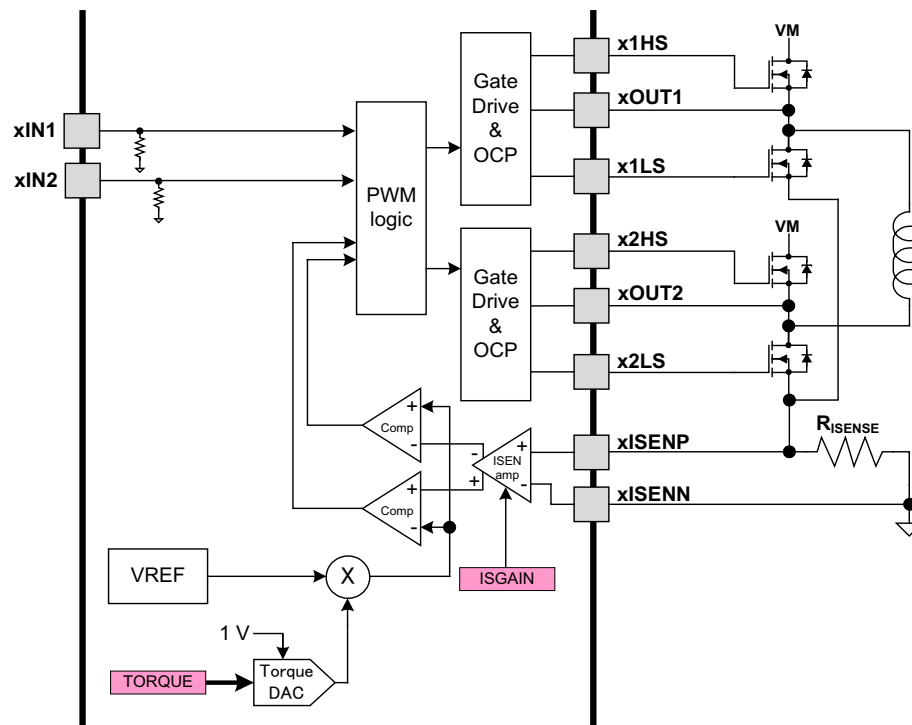 VM
x1HS
Gate
Drive
&
OCP
xOUT1
x1LS
xIN1
xIN2
PWM
logic
VM
x2HS
Gate
Drive
&
OCP
xOUT2
x2LS
+
Comp
-
-
+
+
ISEN
amp
-
xISENP
RISENSE
xISENN
+
Comp
-
VREF
X
ISGAIN
1 V
TORQUE
Torque
DAC